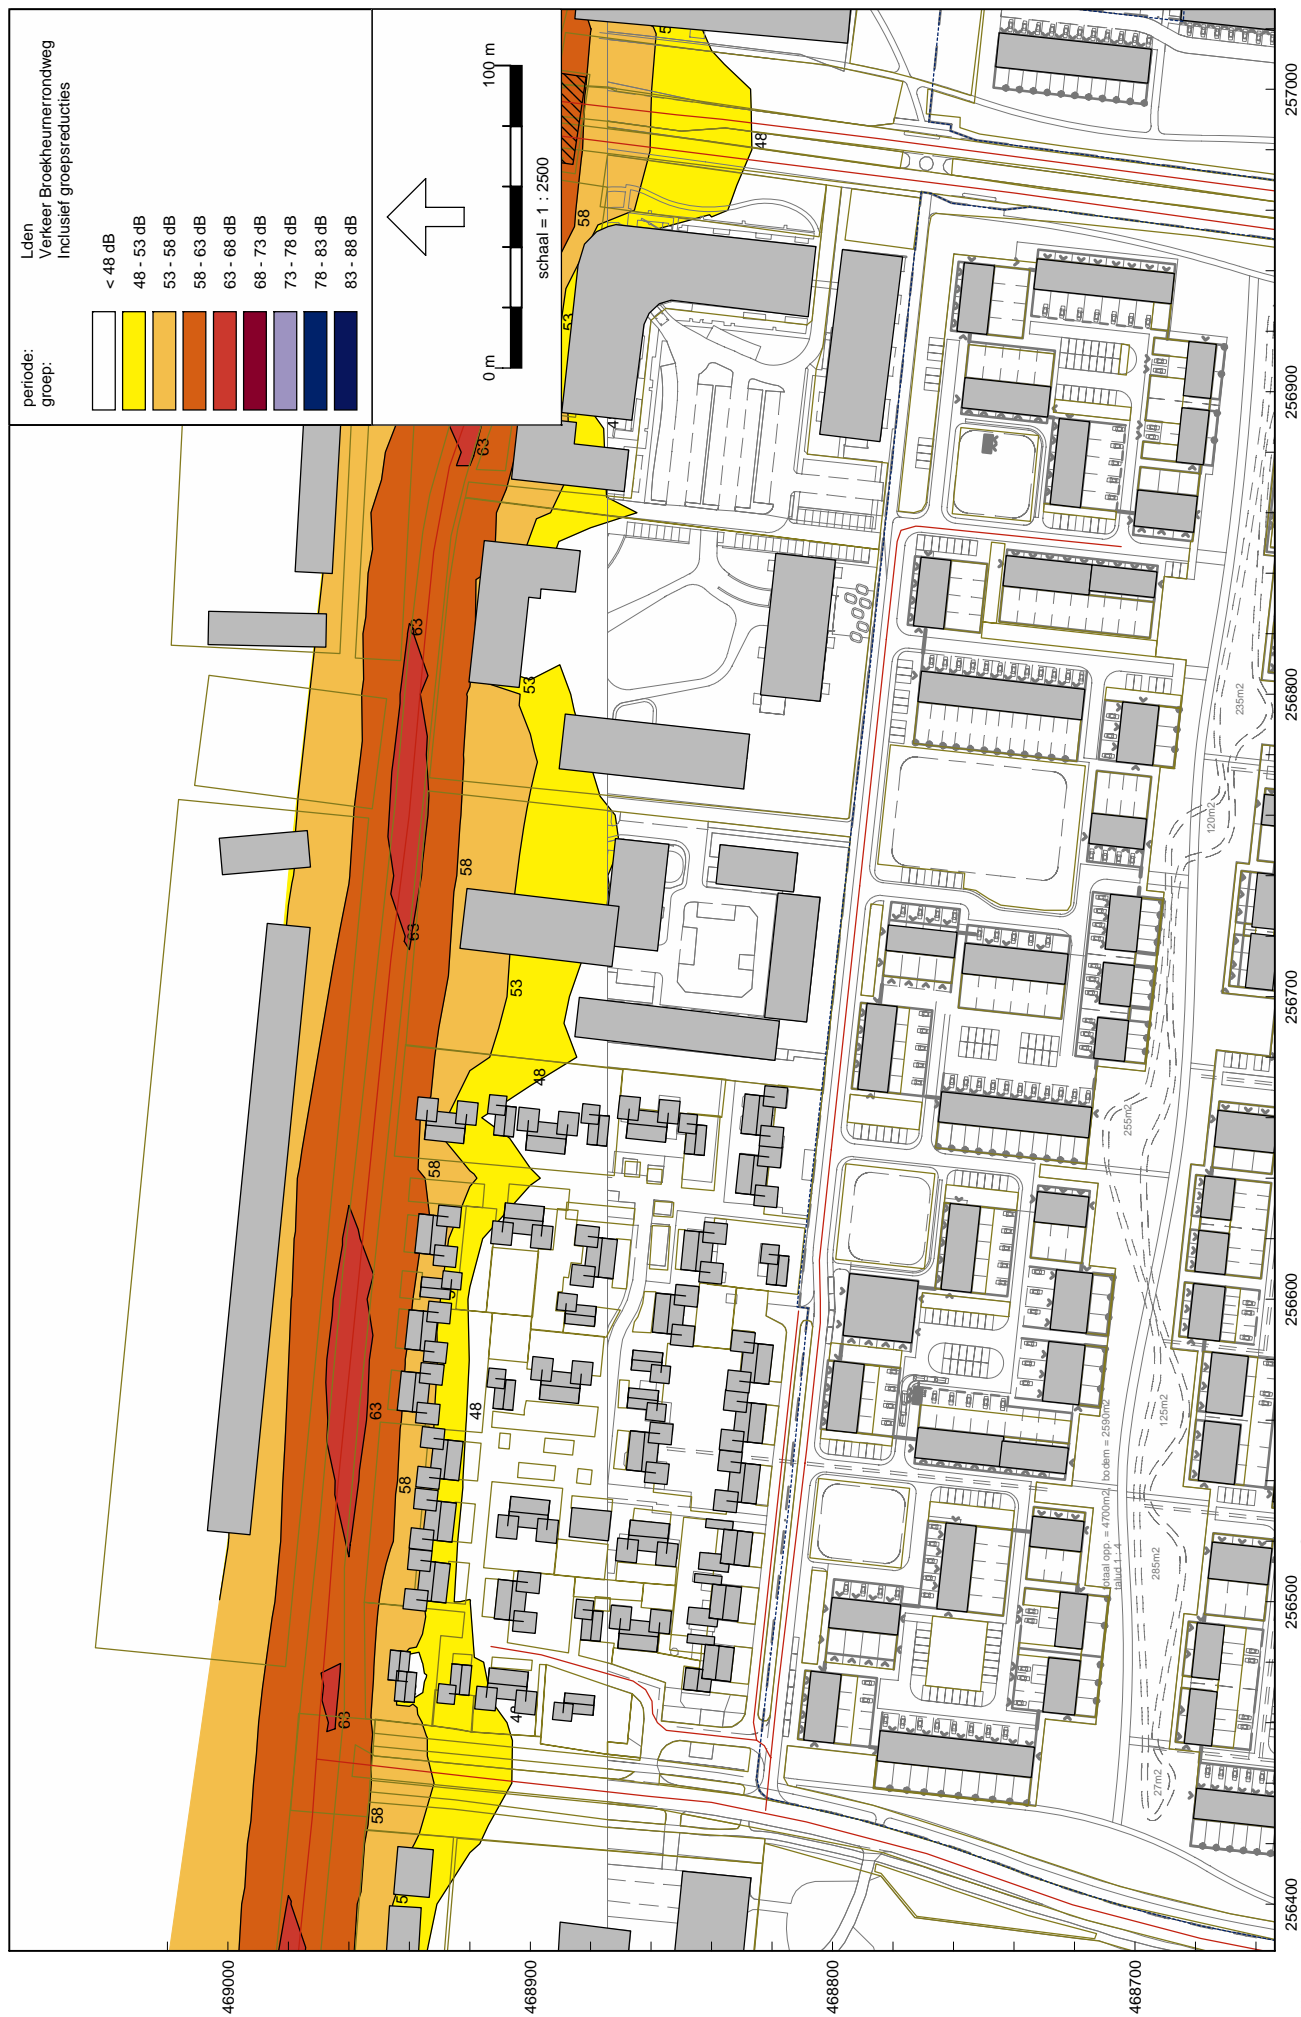 periode: Lden
groep: Verkeer Broekheurnerrondweg
Inclusief groepsreducties
< 48 dB
48 - 53 dB
53 - 58 dB
58 - 63 dB
63 - 68 dB
68 - 73 dB
73 - 78 dB
78 - 83 dB
83 - 88 dB
0 m 100 m
schaal = 1 : 2500
63
63
63
63
63
58
58
58
58
58
53
53
53
48
48
48
235m2
120m2
255m2
125m2
285m2
27m2
otaal opp. = 4700m2, bodem = 2590m2
talud 1 : 4
469000
468900
468800
468700
256400
256500
256600
256700
256800
256900
257000